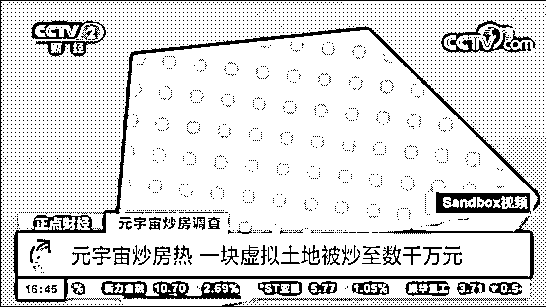 CCTV 2
财经
CCTV.com
Sandbox视频
正点财经
元宇宙炒房调查
元宇宙炒房热 一块虚拟土地被炒至数千万元
16:45 % 10.70 2.69% *ST 5.77 1.05% 3.71 ¥0.5